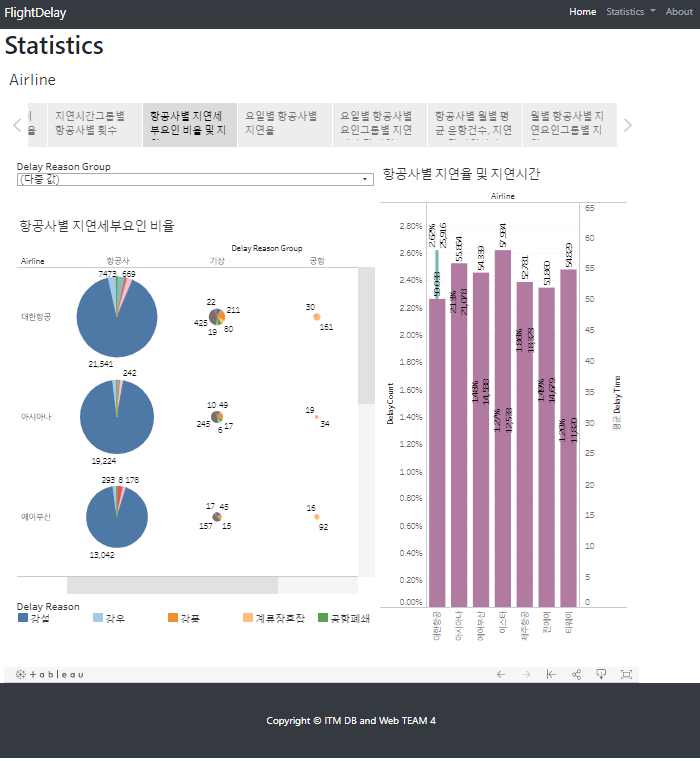 FlightDelay
Home Statistics About
Statistics
Airline
지연시간그룹별 항공사별 지연세 요일별 항공사별 요일별 항공사별 항공사별 월별 평 월별 항공사별 지
율 항공사별 횟수 부요인 비율 및 지 지연율 요인그룹별 지연 균 운항건수, 지연 연요인그룹별 지
Delay Reason Group
(다중 값)
항공사별 지연율 및 지연시간
항공사별 지연세부요인 비율
Airline
Delay Reason Group
Airline 항공사 기상 공항
대한항공
7473 669
21,541
22
211
425
19 80
30
161
아시아나
242
19,224
10 49
245
6 17
19
34
에어부산
293 8 178
13,042
17 45
157 15
16
92
Delay Reason
강설 강우 강풍 계류장혼잡 공항폐쇄
Delay Count
2.80%
2.60%
2.40%
2.20%
2.00%
1.80%
1.60%
1.40%
1.20%
1.00%
0.80%
0.60%
0.40%
0.20%
0.00%
2.62%
25,916
2.13%
21,078
55.854
1.48%
54.339
1.27%
12,533
57.934
1.86%
18,323
52.781
1.49%
14,679
51.860
1.20%
11,820
54.829
65
60
55
50
45
40
35
30
25
20
15
10
5
0
평균 Delay Time
대한항공
아시아나
에어부산
이스타
제주항공
진에어
티웨이
+ a b l e a u
Copyright © ITM DB and Web TEAM 4